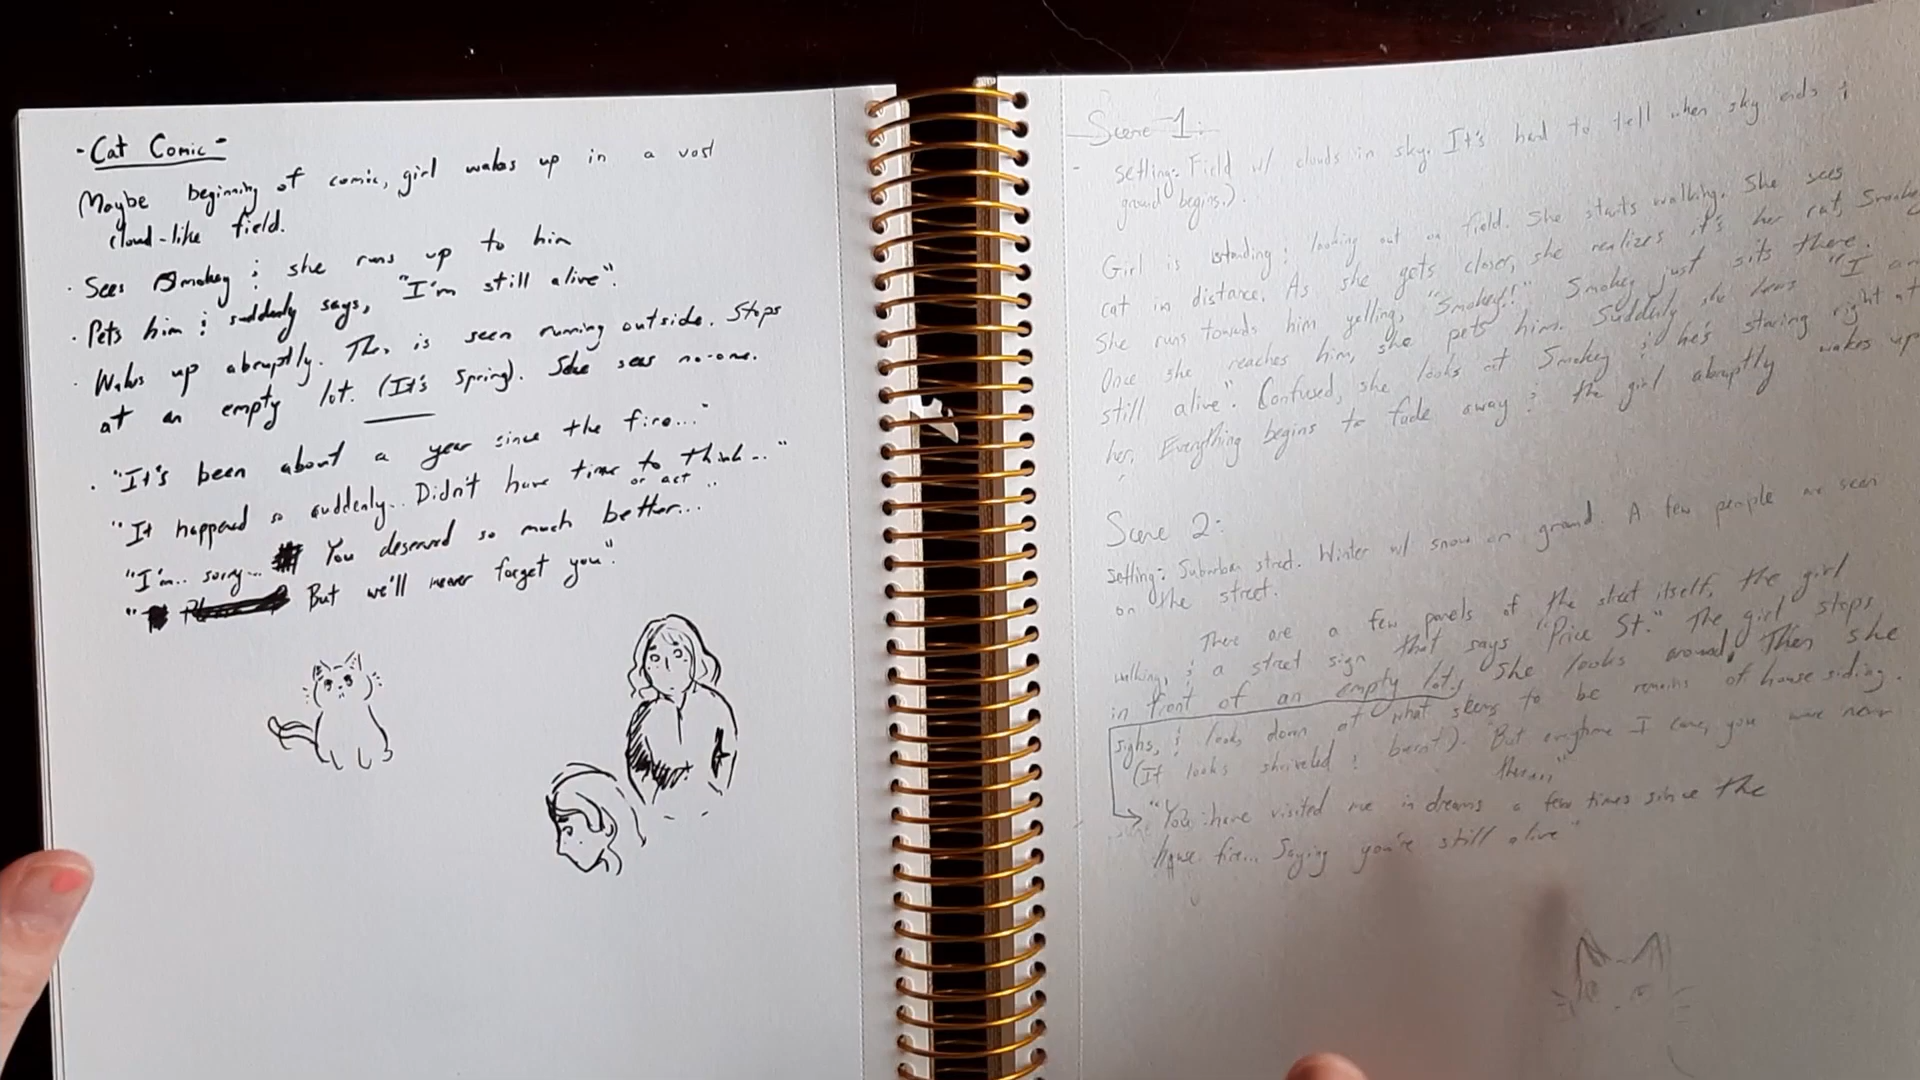 - Cat Comic -
Maybe beginning of comic, girl wakes up in a vast
cloud-like field.
· Sees Smokey & she runs up to him
· Pets him & suddenly says, "I'm still alive".
· Wakes up abruptly. Then is seen running outside. Stops
at an empty lot. (It's Spring). She sees no-one.
· "It's been about a year since the fire..."
"It happened so suddenly.. Didn't have time to think..."
or act ..
"I'm.. sorry... You deserved so much better...
" But we'll never forget you".
Scene 1:
- setting: Field w/ clouds in sky. It's hard to tell when sky ends &
ground begins.).
Girl is standing & looking out on field. She starts walking. She sees
cat in distance. As she gets closer, she realizes it's her cat, Smokey
She runs towards him yelling, "Smokey!" Smokey just sits there.
Once she reaches him, she pets him. Suddenly she hears "I am
still alive". Confused, she looks at Smokey & he's staring right at
her. Everything begins to fade away & the girl abruptly wakes up
Scene 2:
Setting: Suburban street. Winter w/ snow on ground. A few people are seen
on the street.
There are a few panels of the street itself, the girl
walking, & a street sign that says "Price St." The girl stops
in front of an empty lot. She looks around. Then she
sighs, & looks down at what seems to be remains of house siding.
(It looks shriveled & burnt). But everytime I came, you were never
there..."
"You have visited me in dreams a few times since the
house fire... Saying you're still alive"